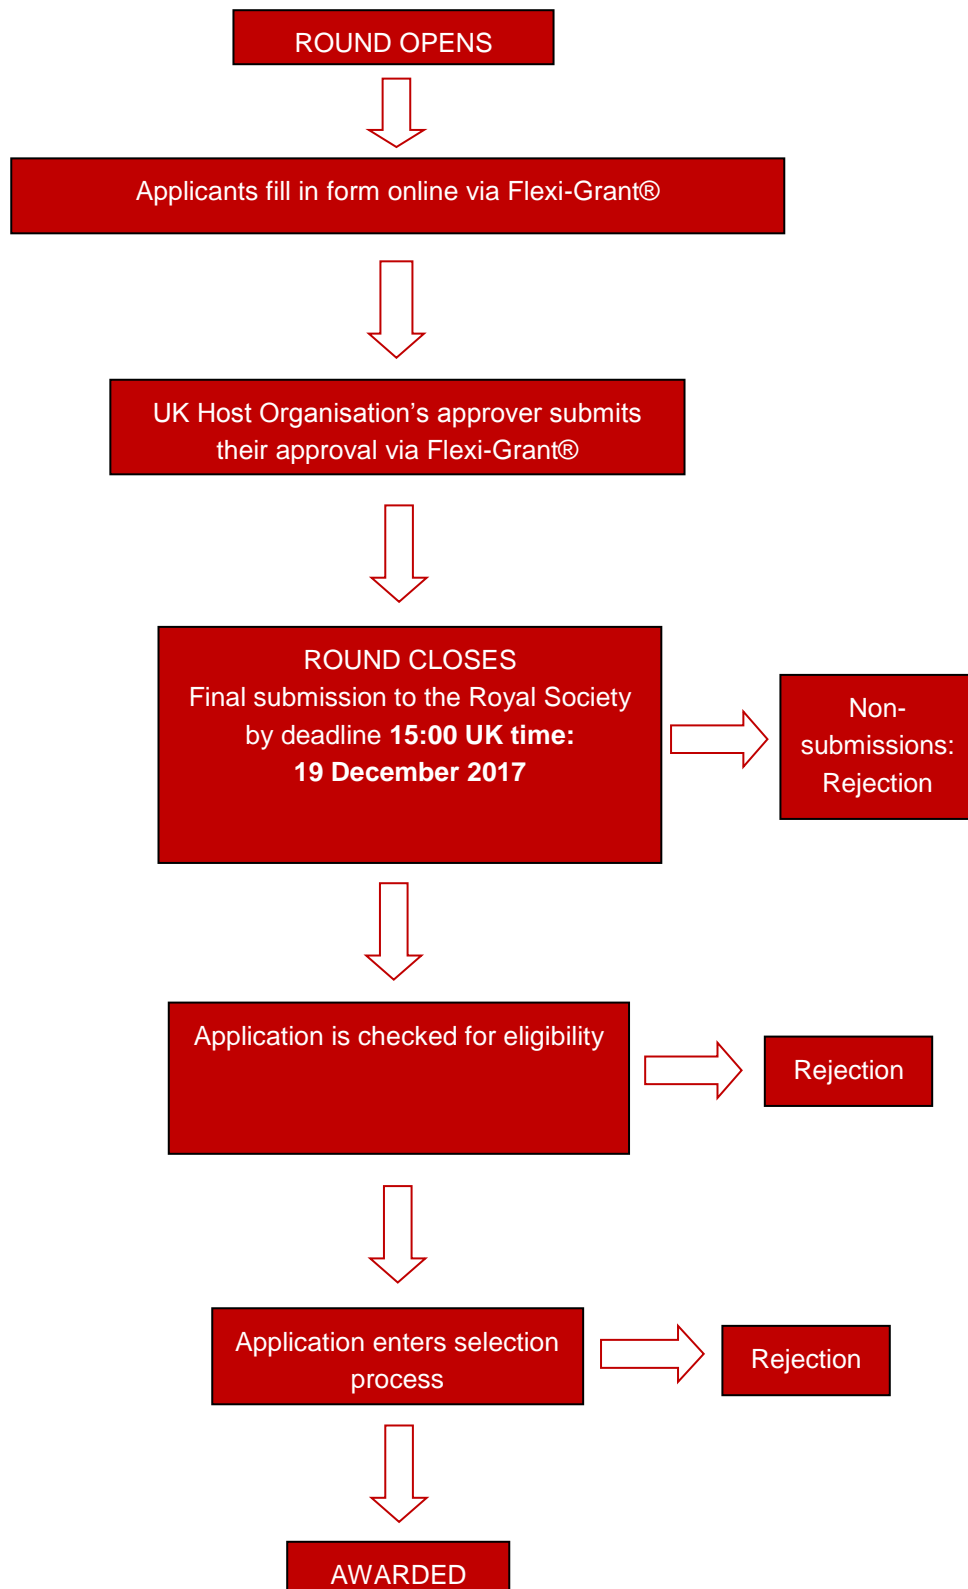 ROUND OPENS
Applicants fill in form online via Flexi-Grant®
UK Host Organisation’s approver submits
their approval via Flexi-Grant®
ROUND CLOSES
Final submission to the Royal Society
by deadline 15:00 UK time:
19 December 2017
Non-
submissions:
Rejection
Application is checked for eligibility
Rejection
Application enters selection
process
Rejection
AWARDED